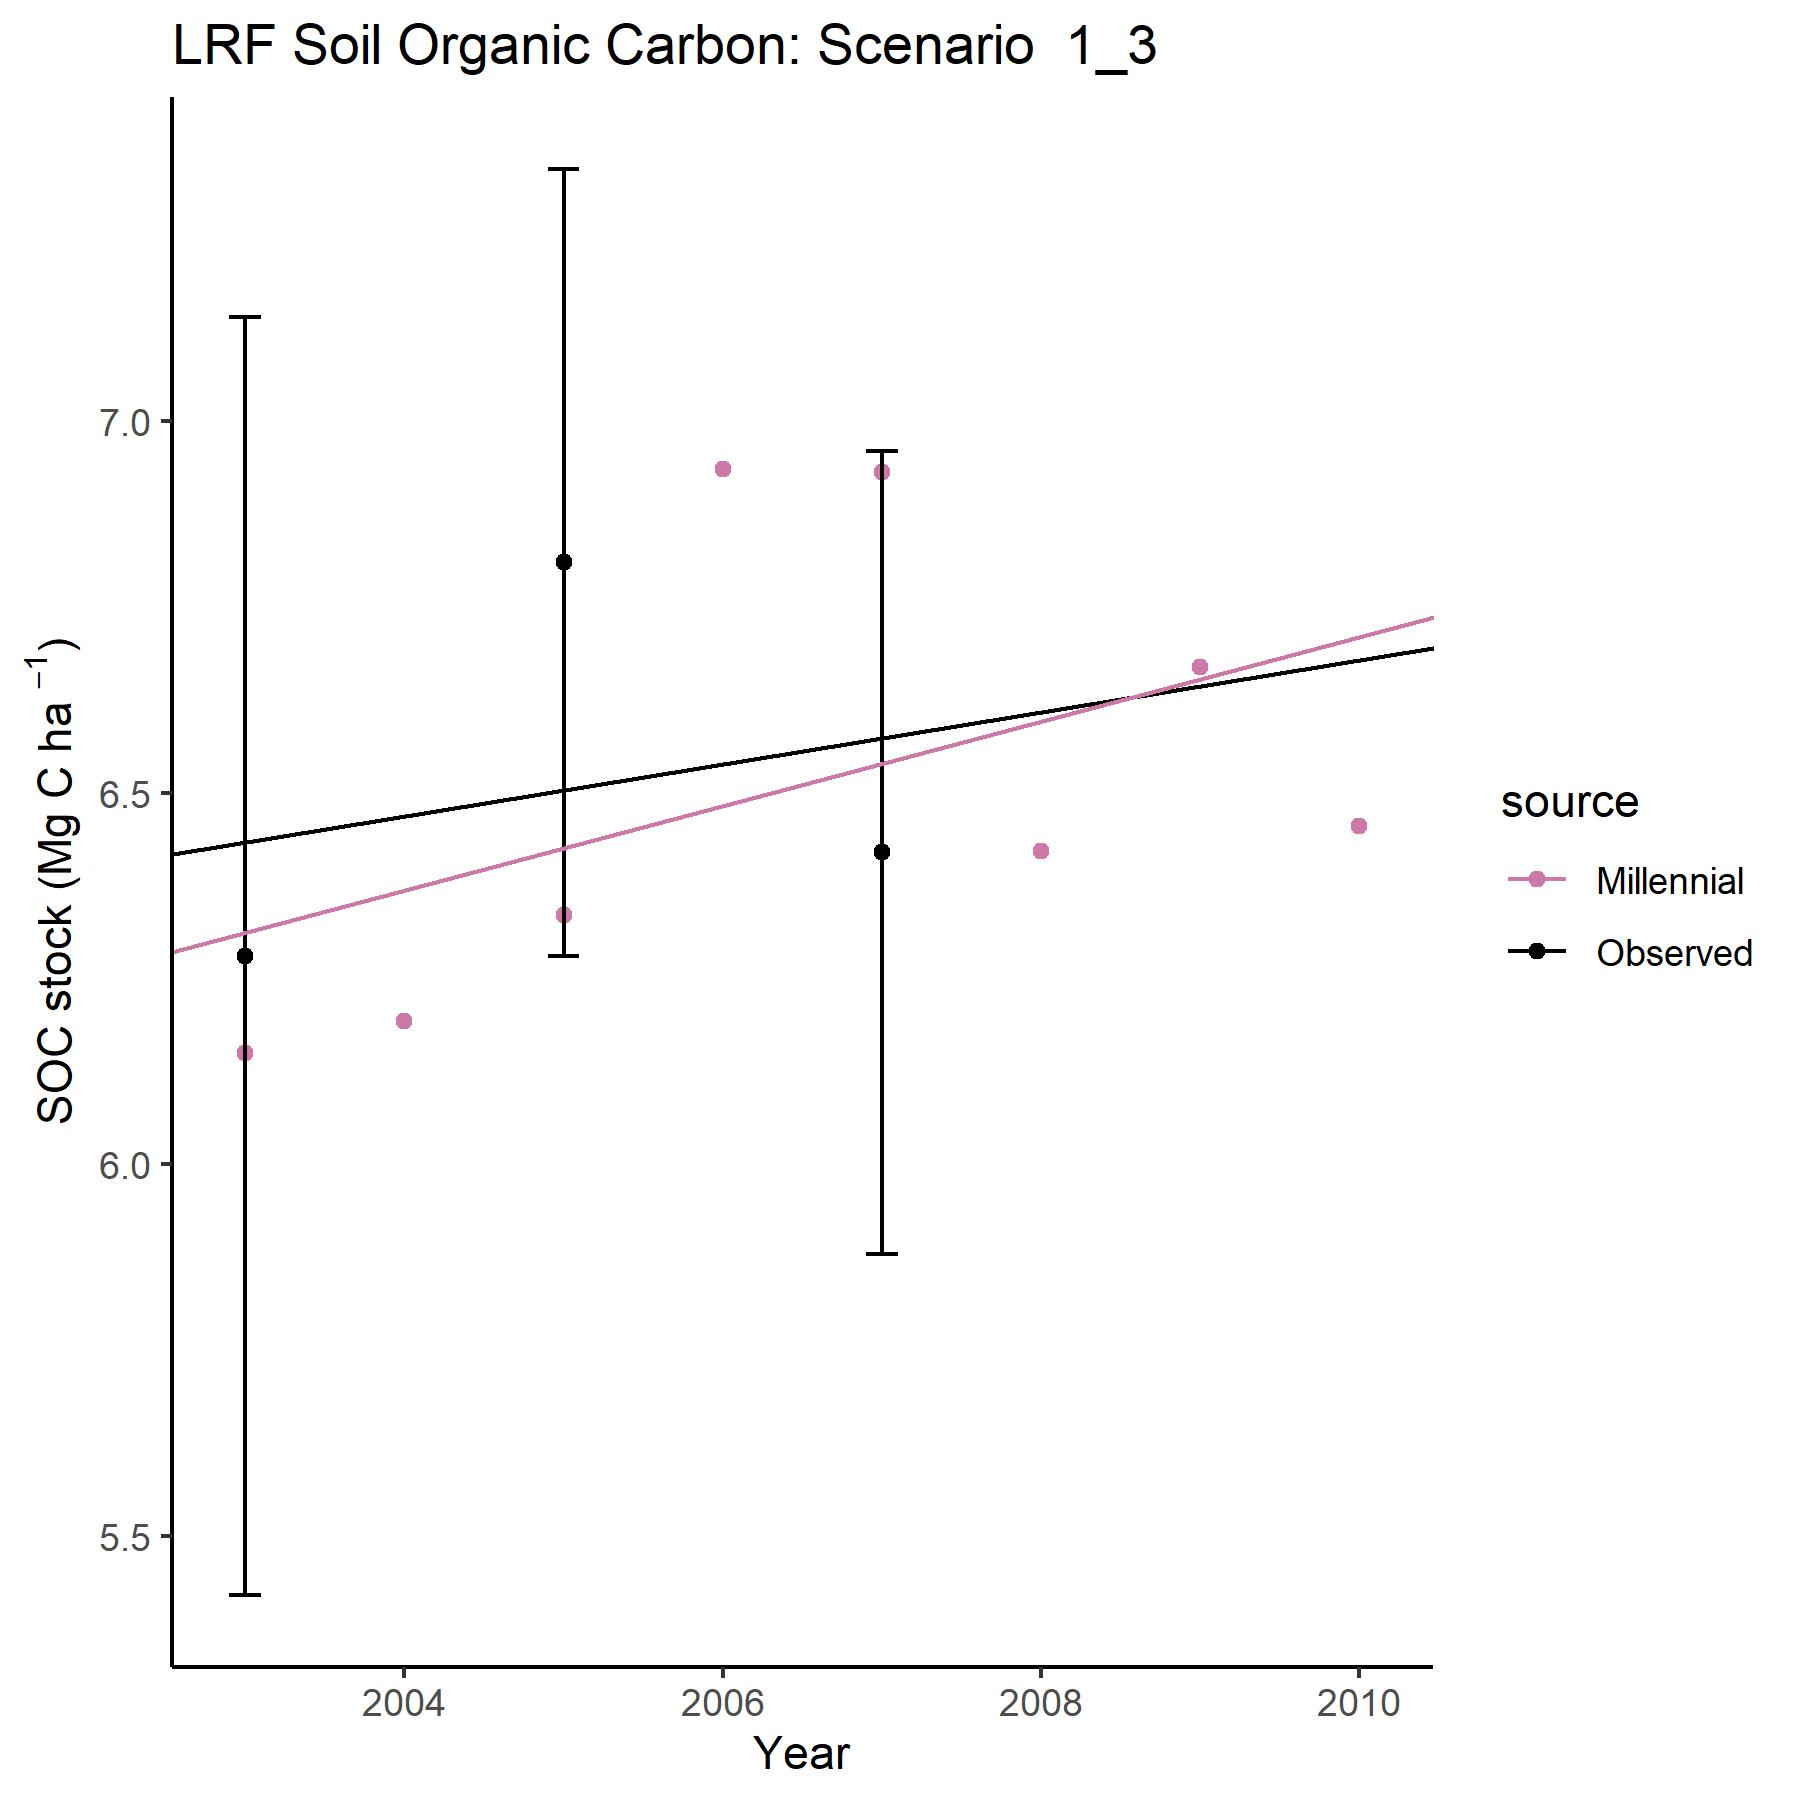 LRF Soil Organic Carbon: Scenario  1_3
SOC stock (Mg C ha −1)
7.0
6.5
6.0
5.5
2004
2006
2008
2010
Year
source
Millennial
Observed